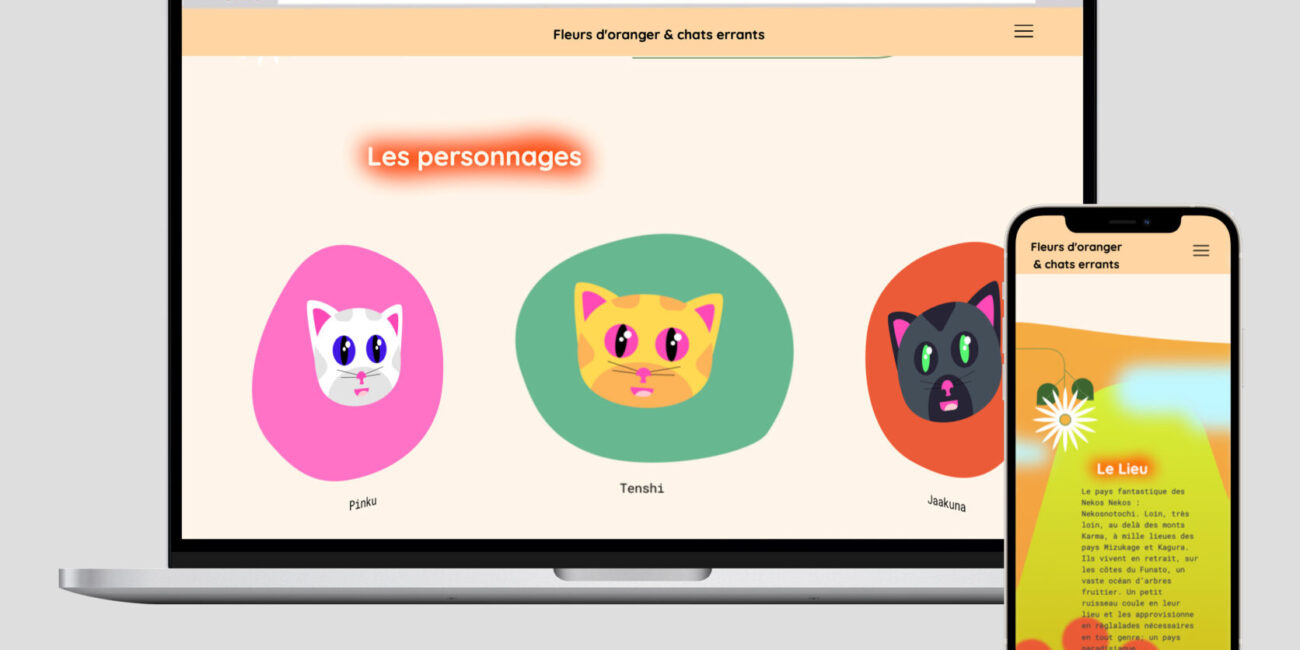 Fleurs d'oranger & chats errants
Les personnages
Pinku
Tenshi
Jaakuna
Fleurs d'oranger
& chats errants
Le Lieu
Le pays fantastique des
Nekos Nekos :
Nekosnotochi. Loin, très
loin, au delà des monts
Karma, à mille lieues des
pays Mizukage et Kagura.
Ils vivent en retrait, sur
les côtes du Funato, un
vaste océan d'arbres
fruitier. Un petit
ruisseau coule en leur
lieu et les approvisionne
en réglalades nécessaires
en tout genre; un pays